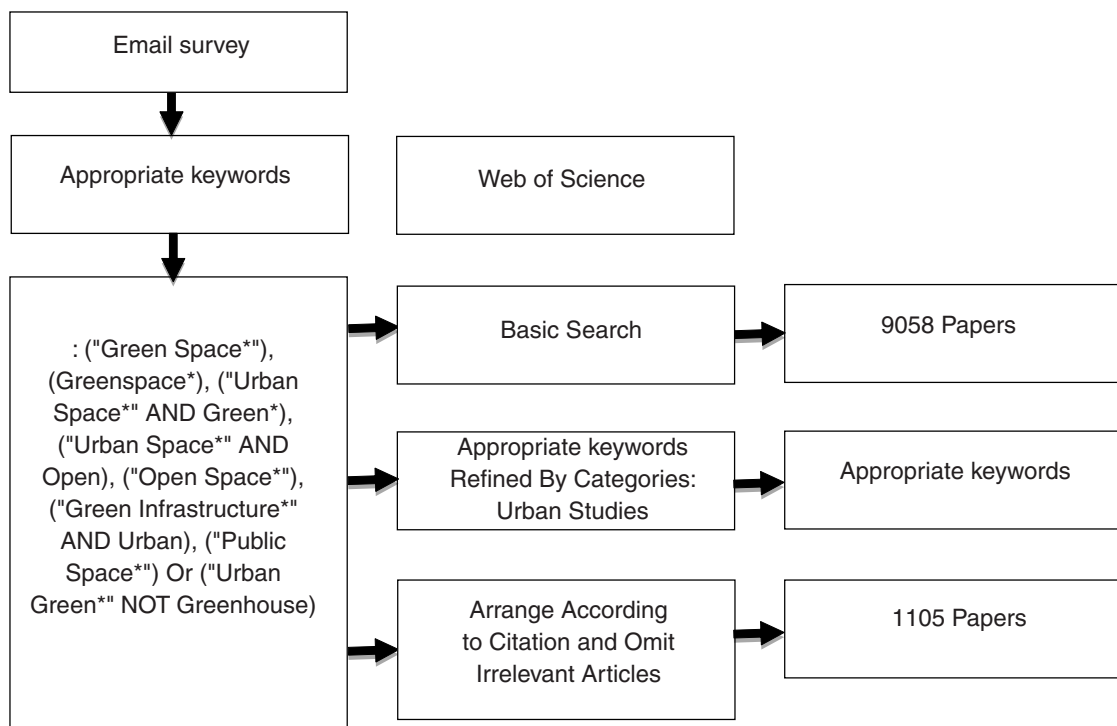 Email survey
Appropriate keywords
Web of Science
: ("Green Space*"),
(Greenspace*), ("Urban
Space*" AND Green*),
("Urban Space*" AND
Open), ("Open Space*"),
("Green Infrastructure*"
AND Urban), ("Public
Space*") Or ("Urban
Green*" NOT Greenhouse)
Basic Search
9058 Papers
Appropriate keywords
Refined By Categories:
Urban Studies
Appropriate keywords
Arrange According
to Citation and Omit
Irrelevant Articles
1105 Papers